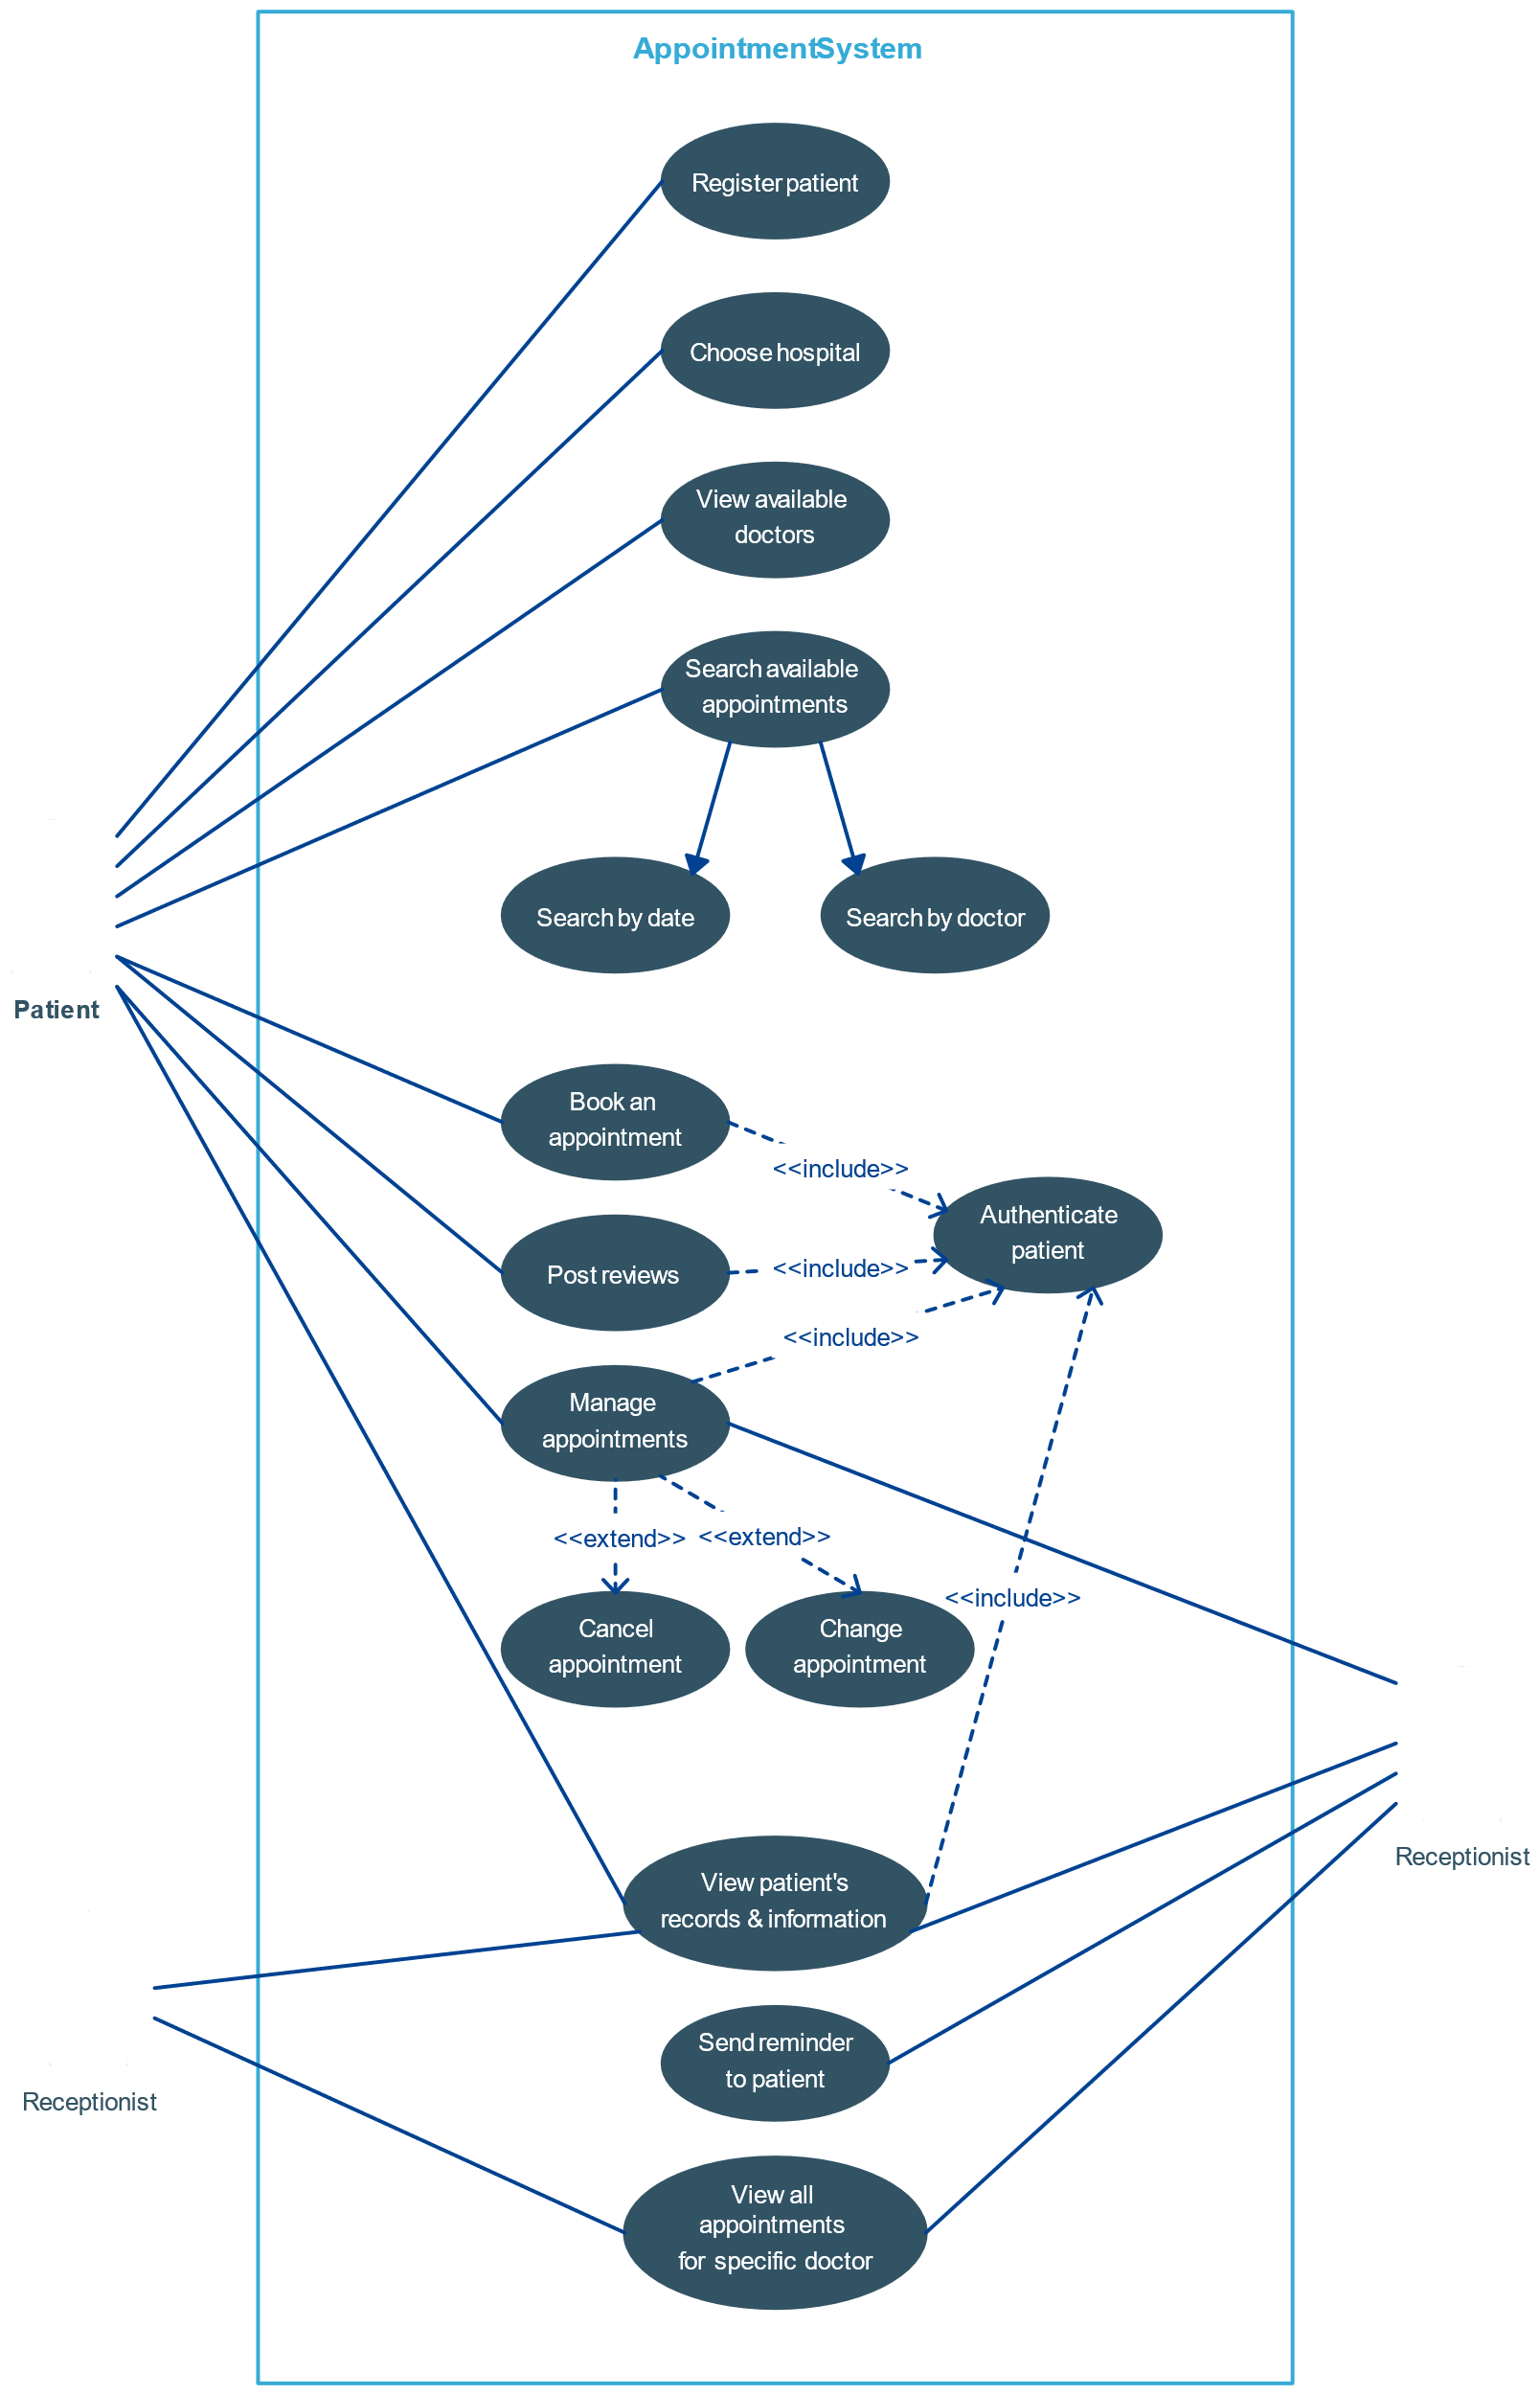 AppointmentSystem
Register patient
Choose hospital
View available
doctors
Search available
appointments
Search by date
Search by doctor
Patient
Book an
appointment
<<include>>
Authenticate
patient
Post reviews
<<include>>
<<include>>
Manage
appointments
<<extend>>
<<extend>>
<<include>>
Cancel
appointment
Change
appointment
View patient's
records & information
Receptionist
Send reminder
to patient
Receptionist
View all
appointments
for specific doctor